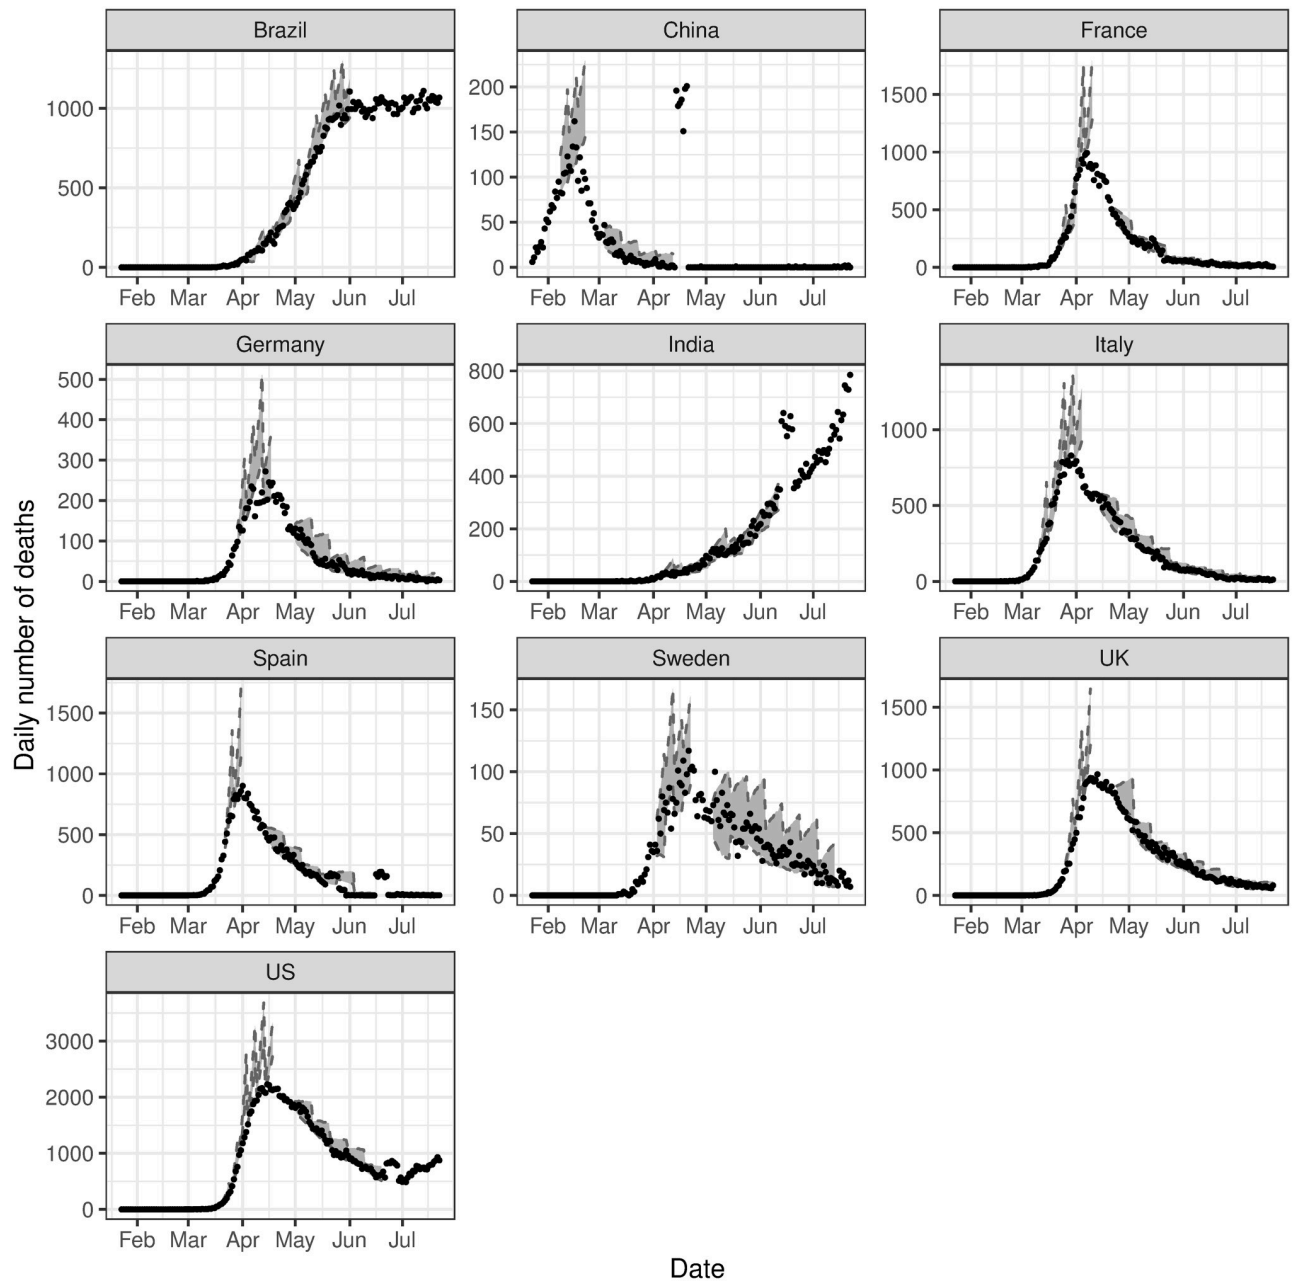 Brazil China France
1000
500
0
200
150
100
50
0
1500
1000
500
0
Feb Mar Apr May Jun Jul
Feb Mar Apr May Jun Jul
Feb Mar Apr May Jun Jul
Germany India Italy
500
400
300
200
100
0
800
600
400
200
0
1000
500
0
Feb Mar Apr May Jun Jul
Feb Mar Apr May Jun Jul
Feb Mar Apr May Jun Jul
Daily number of deaths
Spain Sweden UK
1500
1000
500
0
150
100
50
0
1500
1000
500
0
Feb Mar Apr May Jun Jul
Feb Mar Apr May Jun Jul
Feb Mar Apr May Jun Jul
US
3000
2000
1000
0
Feb Mar Apr May Jun Jul
Date